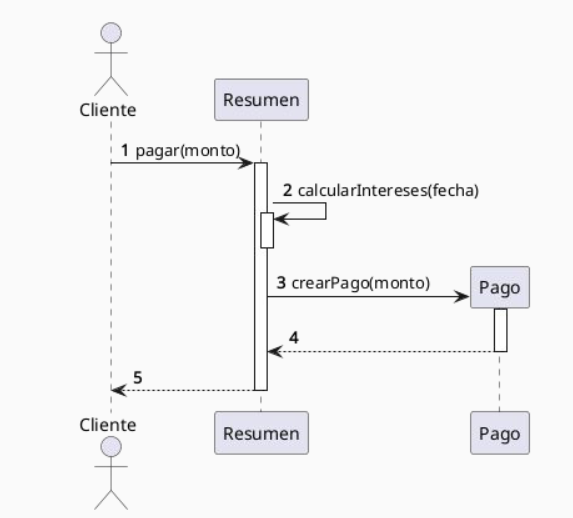 Cliente
Resumen
1 pagar(monto)
2 calcularIntereses(fecha)
3 crearPago(monto)
Pago
4
5
Cliente
Resumen
Pago